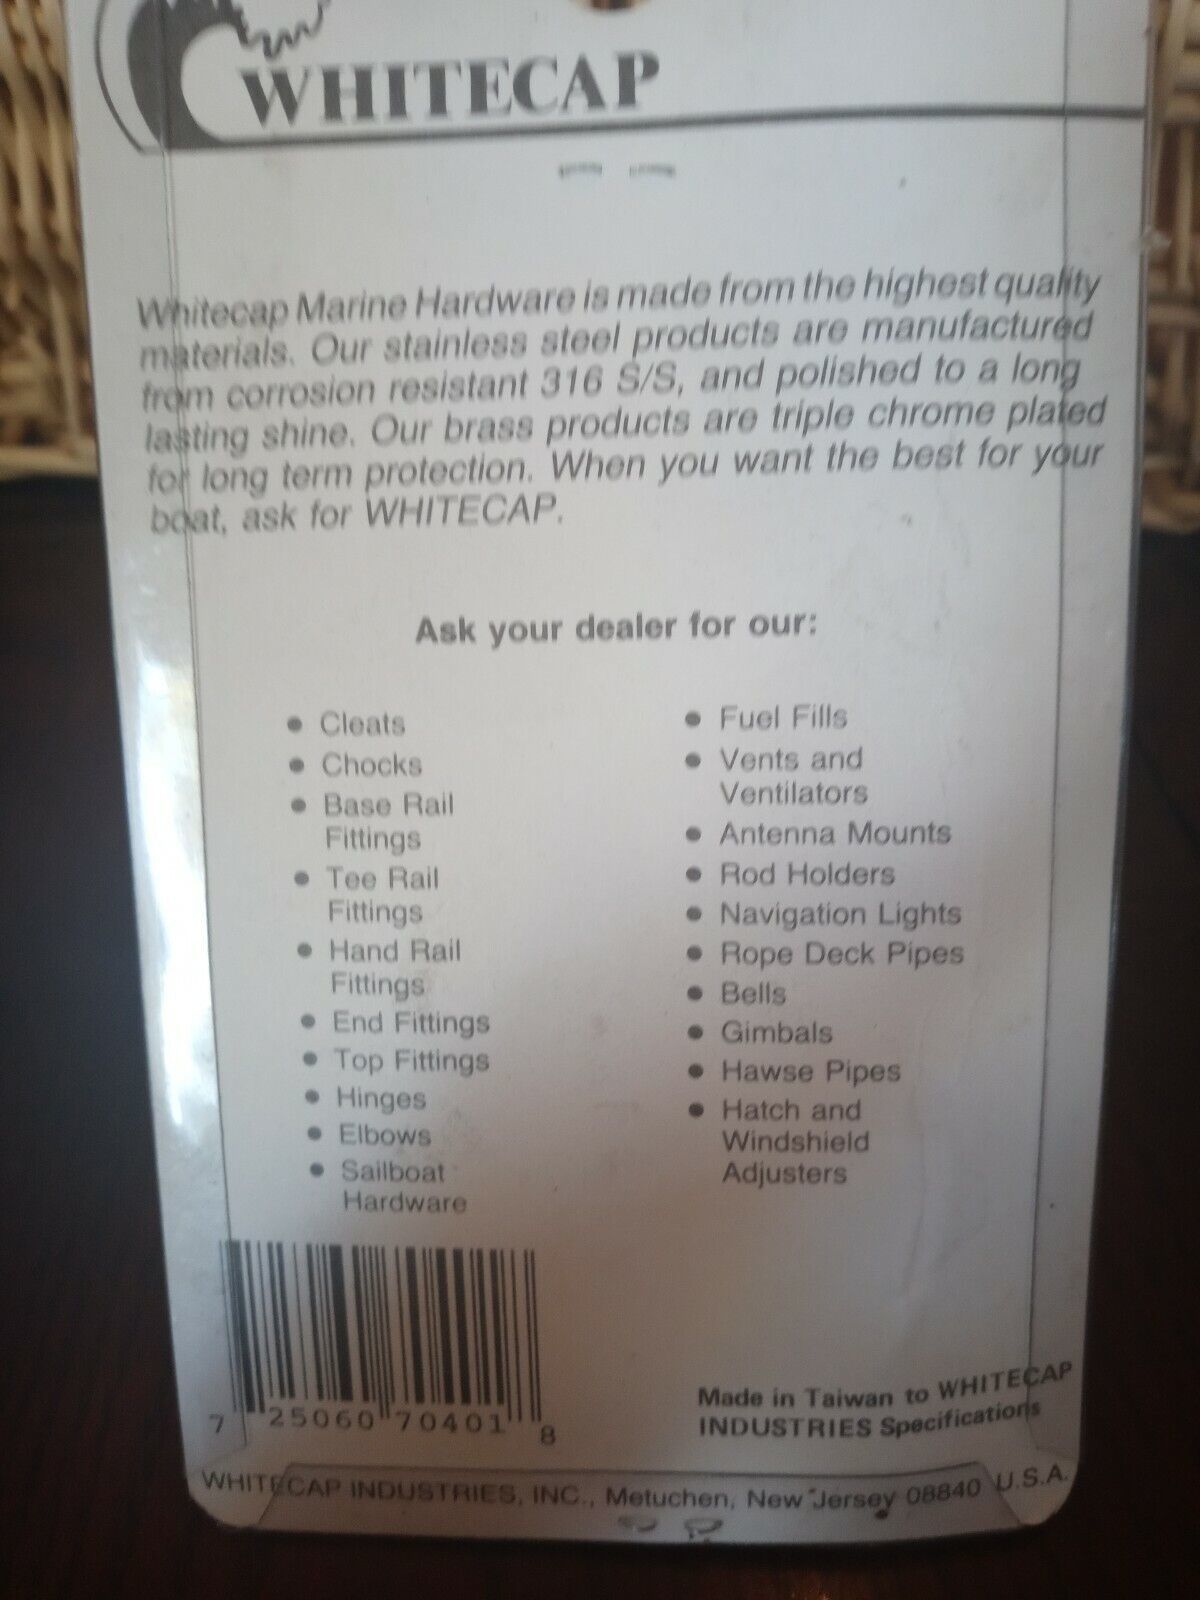 WHITECAP
Whitecap Marine Hardware is made from the highest quality
materials. Our stainless steel products are manufactured
from corrosion resistant 316 S/S, and polished to a long
lasting shine. Our brass products are triple chrome plated
for long term protection. When you want the best for your
boat, ask for WHITECAP.
Ask your dealer for our:
• Cleats
• Chocks
• Base Rail
Fittings
• Tee Rail
Fittings
• Hand Rail
Fittings
• End Fittings
• Top Fittings
• Hinges
• Elbows
• Sailboat
Hardware
• Fuel Fills
• Vents and
Ventilators
• Antenna Mounts
• Rod Holders
• Navigation Lights
• Rope Deck Pipes
• Bells
• Gimbals
• Hawse Pipes
• Hatch and
Windshield
Adjusters
7 25060 70401 8
Made in Taiwan to WHITECAP
INDUSTRIES Specifications
WHITECAP INDUSTRIES, INC., Metuchen, New Jersey 08840 U.S.A.